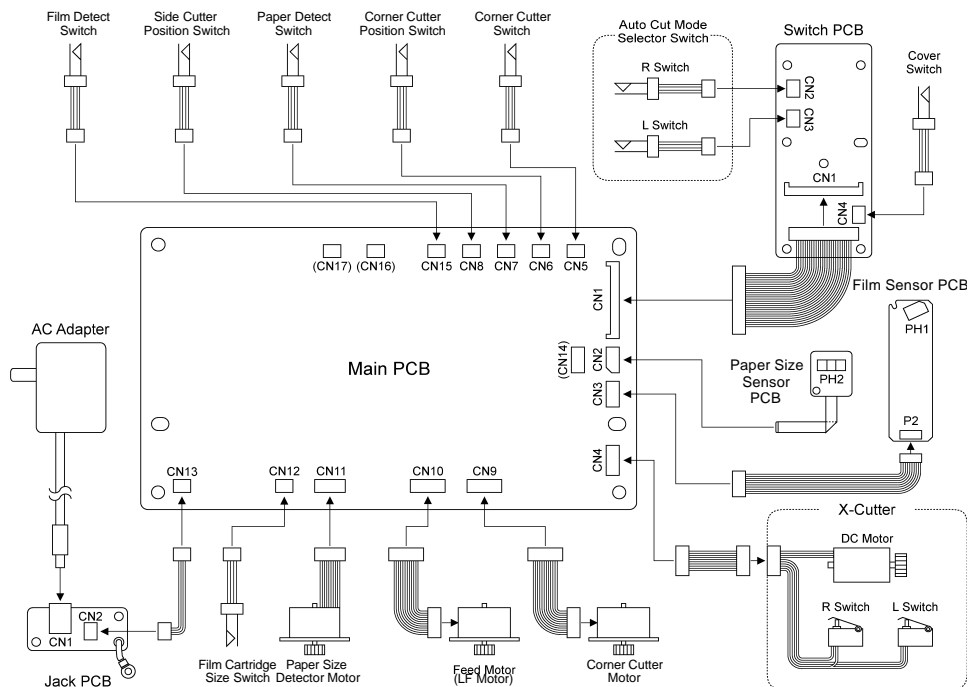 Film Detect
Switch
Side Cutter
Position Switch
Paper Detect
Switch
Corner Cutter
Position Switch
Corner Cutter
Switch
Auto Cut Mode
Selector Switch
R Switch
L Switch
Switch PCB
CN2
CN3
CN1
CN4
Cover
Switch
(CN17)
(CN16)
CN15
CN8
CN7
CN6
CN5
CN1
(CN14)
CN2
CN3
CN4
Main PCB
Film Sensor PCB
PH1
P2
Paper Size
Sensor
PCB
PH2
AC Adapter
CN13
CN12
CN11
CN10
CN9
X-Cutter
DC Motor
R Switch
L Switch
CN2
CN1
Jack PCB
Film Cartridge
Size Switch
Paper Size
Detector Motor
Feed Motor
(LF Motor)
Corner Cutter
Motor